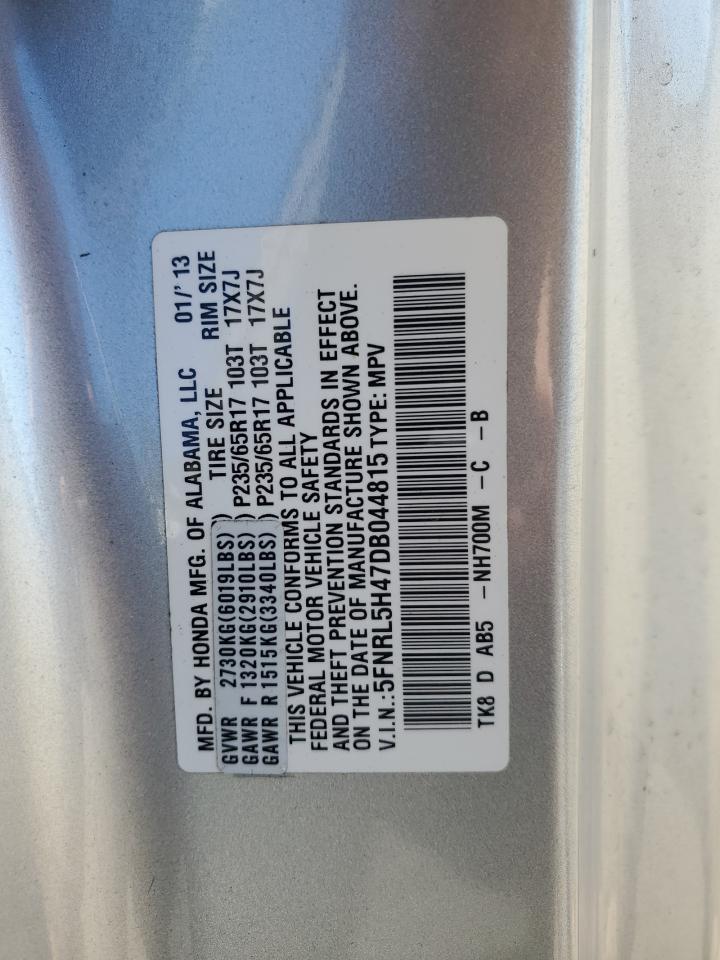 MFD. BY HONDA MFG. OF ALABAMA, LLC 01/'13
GVWR 2730KG(6019LBS) TIRE SIZE RIM SIZE
GAWR F 1320KG(2910LBS) P235/65R17 103T 17X7J
GAWR R 1515KG(3340LBS) P235/65R17 103T 17X7J
THIS VEHICLE CONFORMS TO ALL APPLICABLE
FEDERAL MOTOR VEHICLE SAFETY
AND THEFT PREVENTION STANDARDS IN EFFECT
ON THE DATE OF MANUFACTURE SHOWN ABOVE.
V.I.N.:5FNRL5H47DB044815 TYPE: MPV
TK8 D AB5 -NH700M -C -B